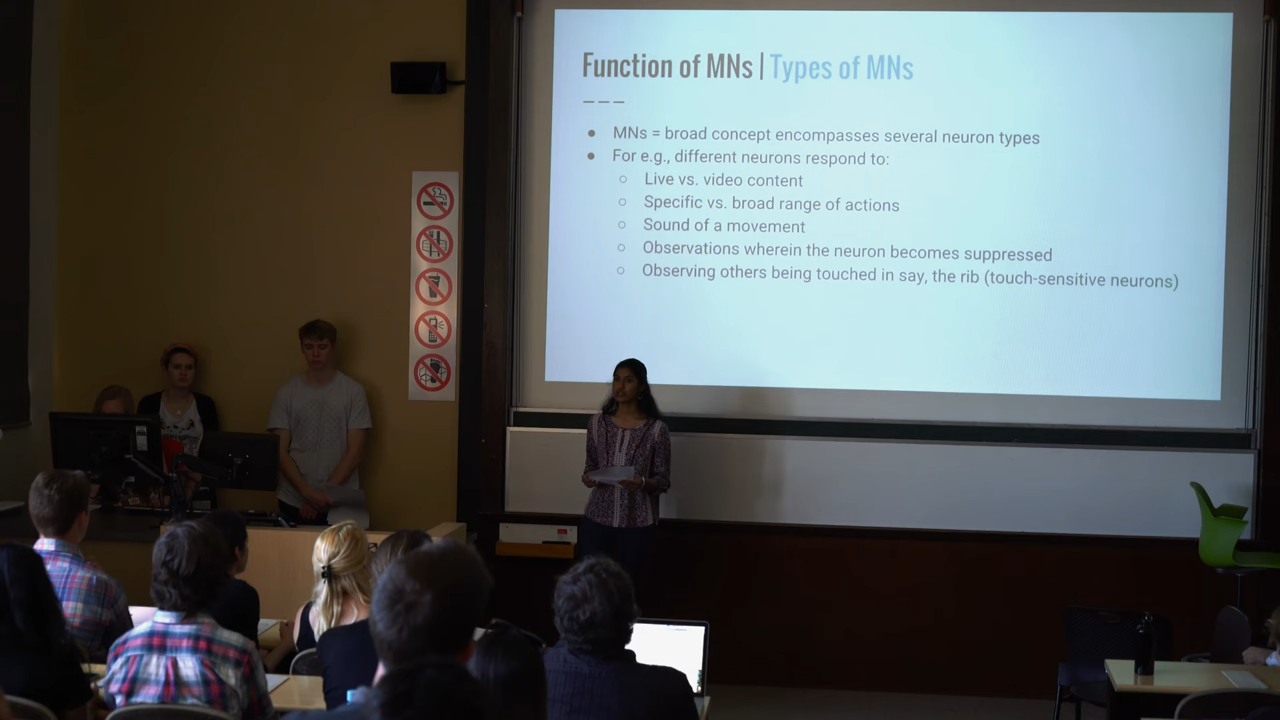 Function of MNs | Types of MNs
MNs = broad concept encompasses several neuron types
For e.g., different neurons respond to:
Live vs. video content
Specific vs. broad range of actions
Sound of a movement
Observations wherein the neuron becomes suppressed
Observing others being touched in say, the rib (touch-sensitive neurons)